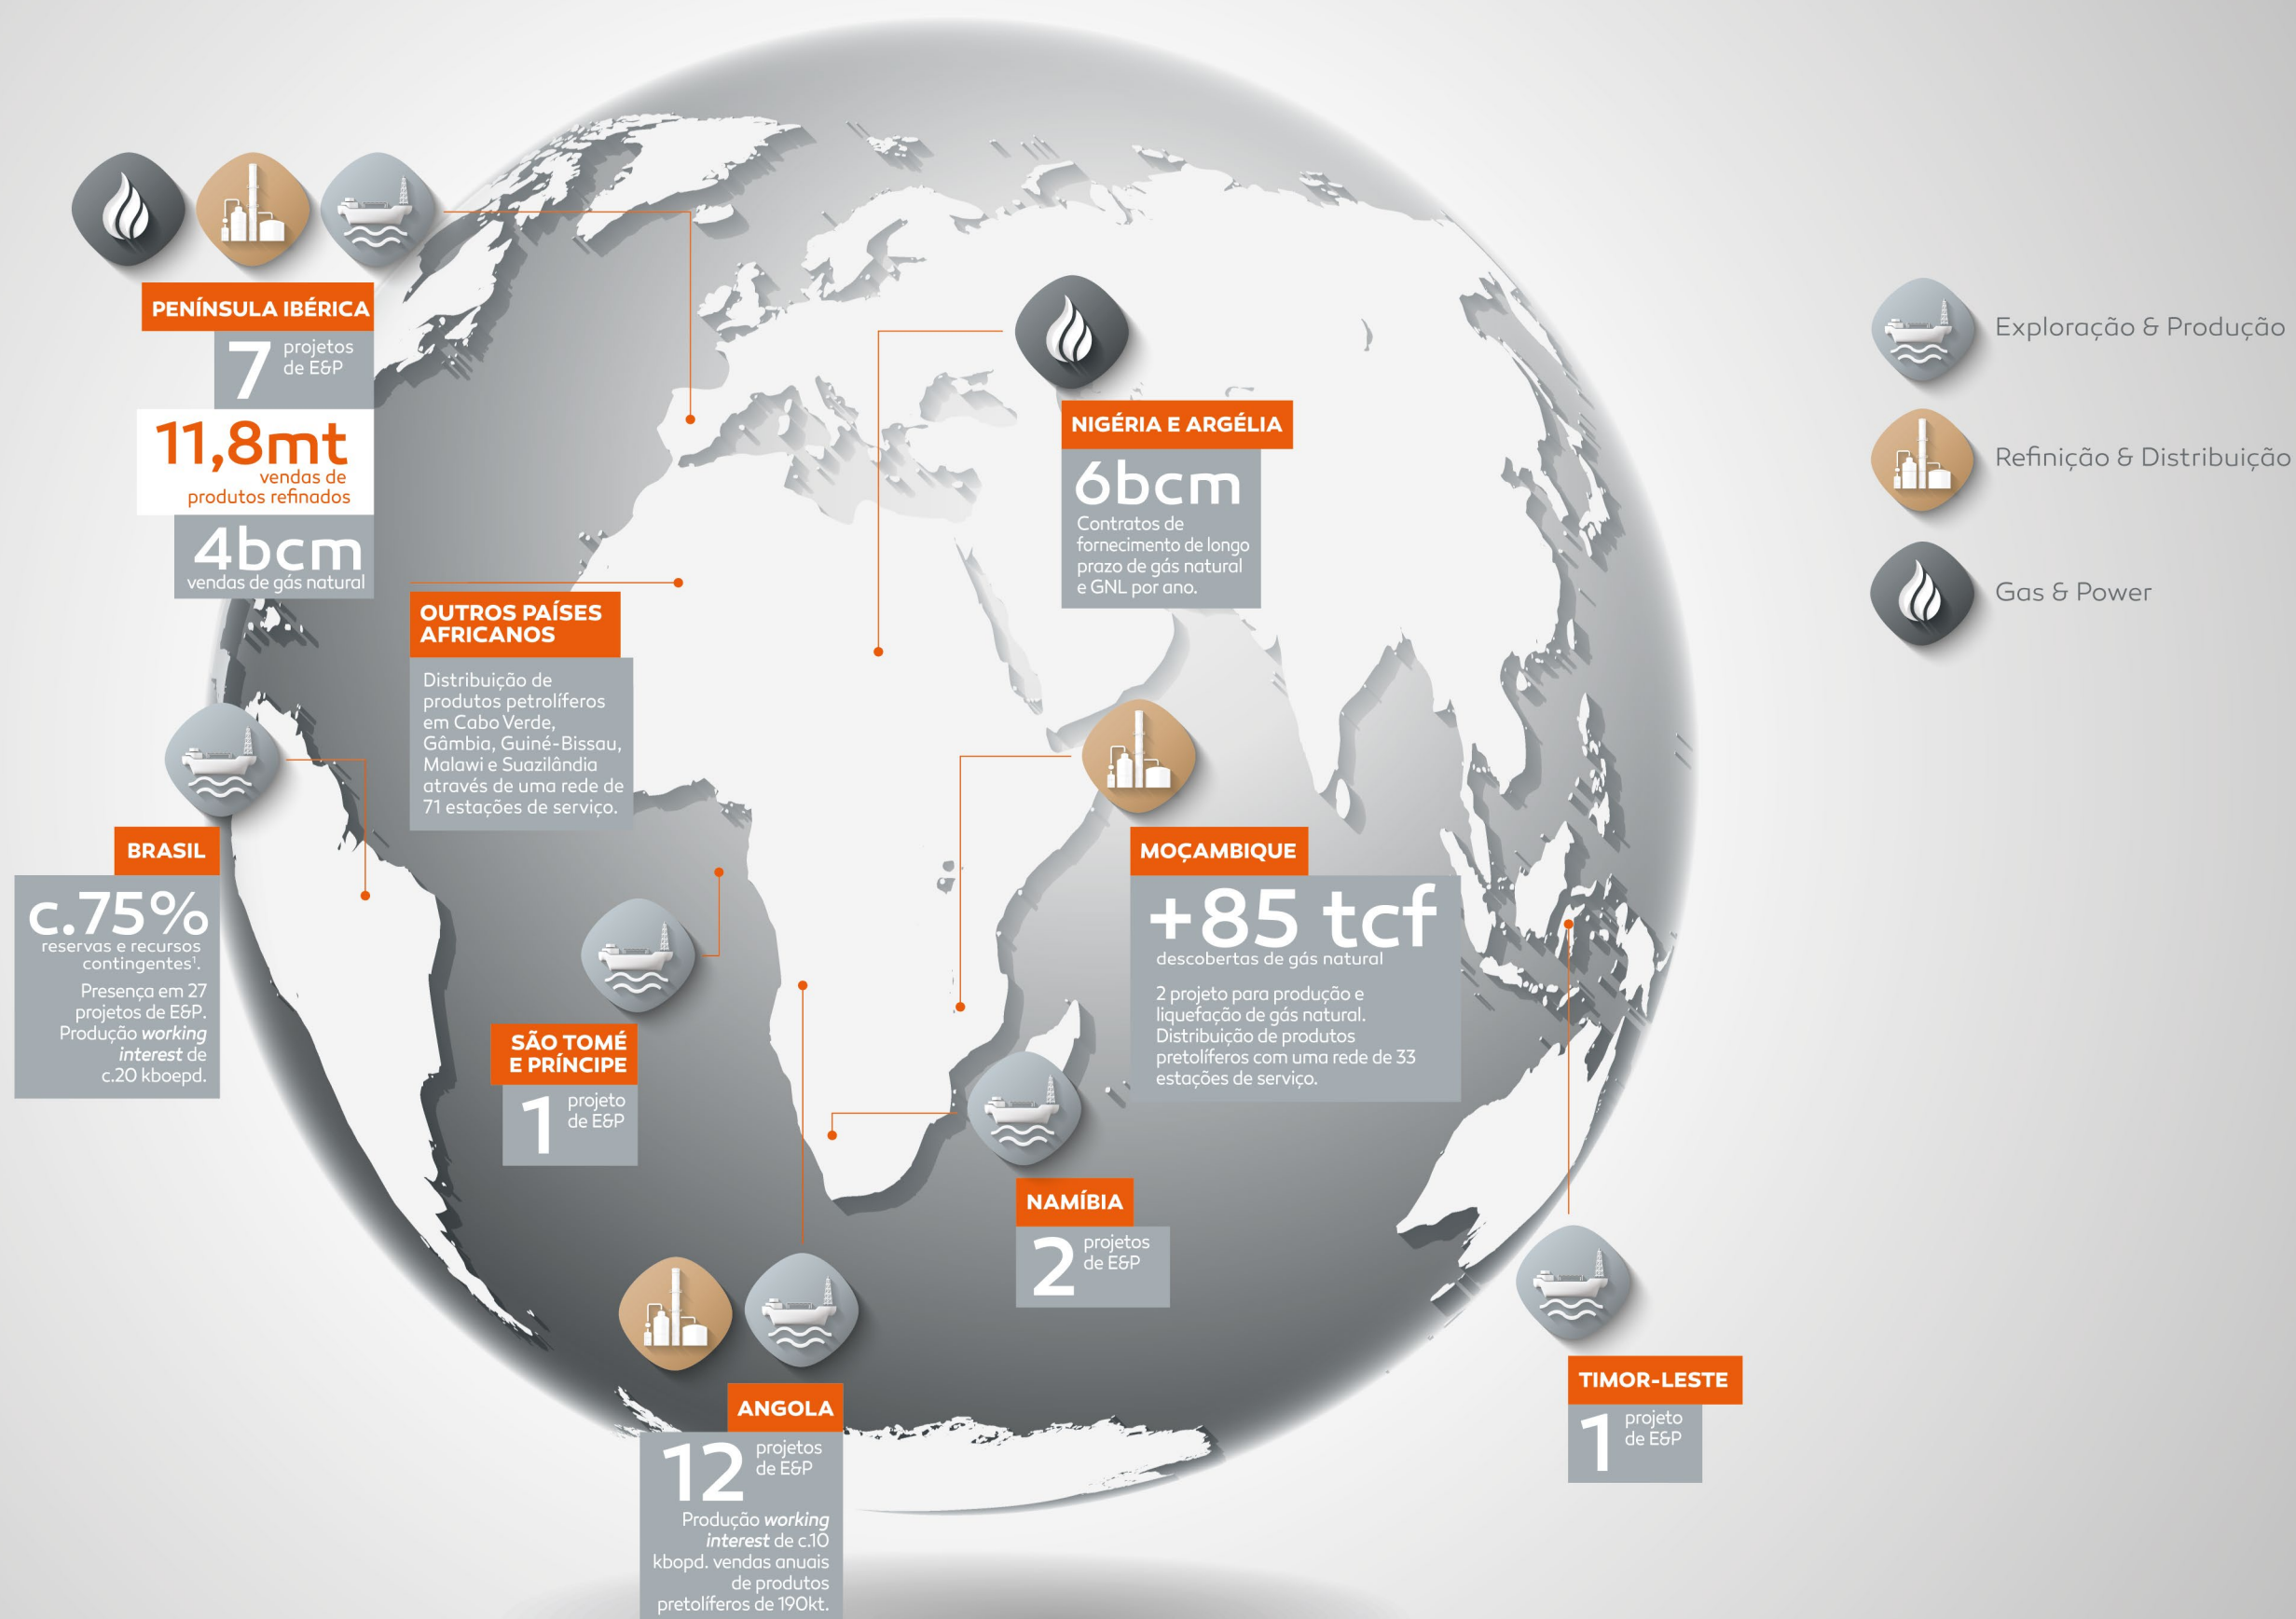 PENÍNSULA IBÉRICA
7
projetos
de E&P
11,8mt
vendas de
produtos refinados
4bcm
vendas de gás natural
NIGÉRIA E ARGÉLIA
6bcm
Contratos de
fornecimento de longo
prazo de gás natural
e GNL por ano.
Exploração & Produção
Refinição & Distribuição
Gas & Power
OUTROS PAÍSES
AFRICANOS
Distribuição de
produtos petrolíferos
em Cabo Verde,
Gâmbia, Guiné-Bissau,
Malawi e Suazilândia
através de uma rede de
71 estações de serviço.
BRASIL
c.75%
reservas e recursos
contingentes¹.
Presença em 27
projetos de E&P.
Produção working
interest de
c.20 kboepd.
MOÇAMBIQUE
+85 tcf
descobertas de gás natural
2 projeto para produção e
liquefação de gás natural.
Distribuição de produtos
pretolíferos com uma rede de 33
estações de serviço.
SÃO TOMÉ
E PRÍNCIPE
1
projeto
de E&P
NAMÍBIA
2
projetos
de E&P
ANGOLA
12
projetos
de E&P
Produção working
interest de c.10
kbopd. vendas anuais
de produtos
pretolíferos de 190kt.
TIMOR-LESTE
1
projeto
de E&P